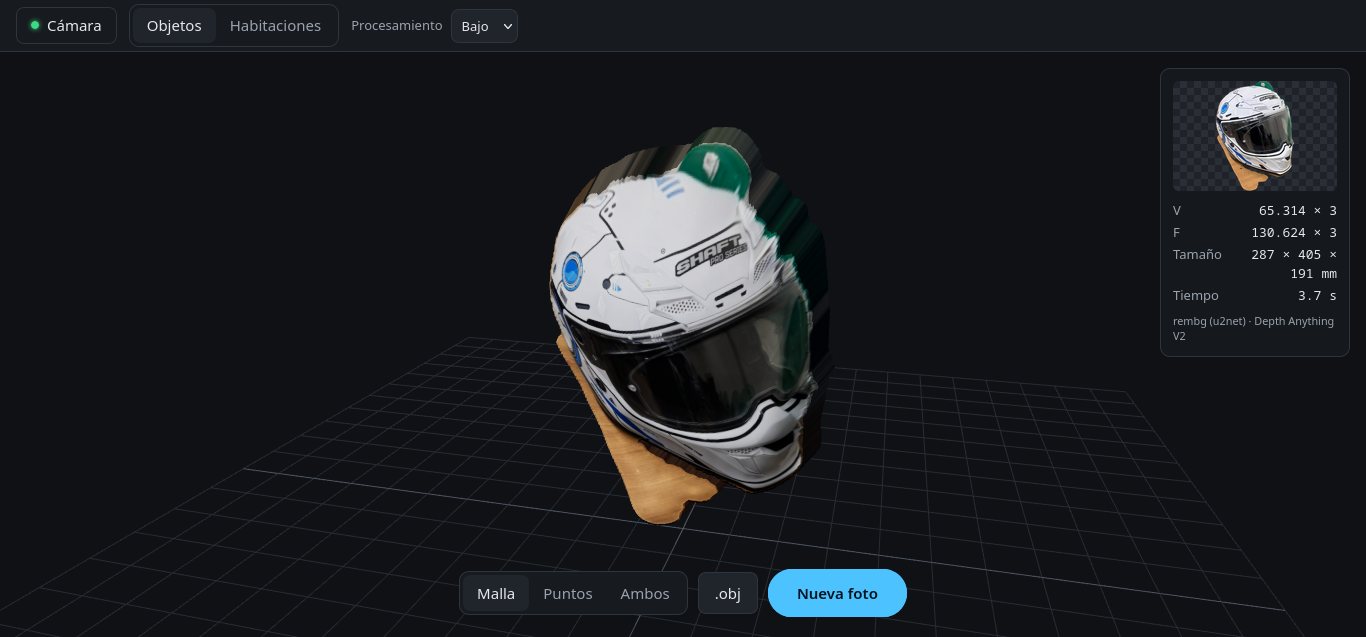 Cámara
Objetos
Habitaciones
Procesamiento
Bajo
SHAFT
PRO SERIES
V 65.314 × 3
F 130.624 × 3
Tamaño 287 × 405 ×
191 mm
Tiempo 3.7 s
rembg (u2net) · Depth Anything
V2
Malla
Puntos
Ambos
.obj
Nueva foto